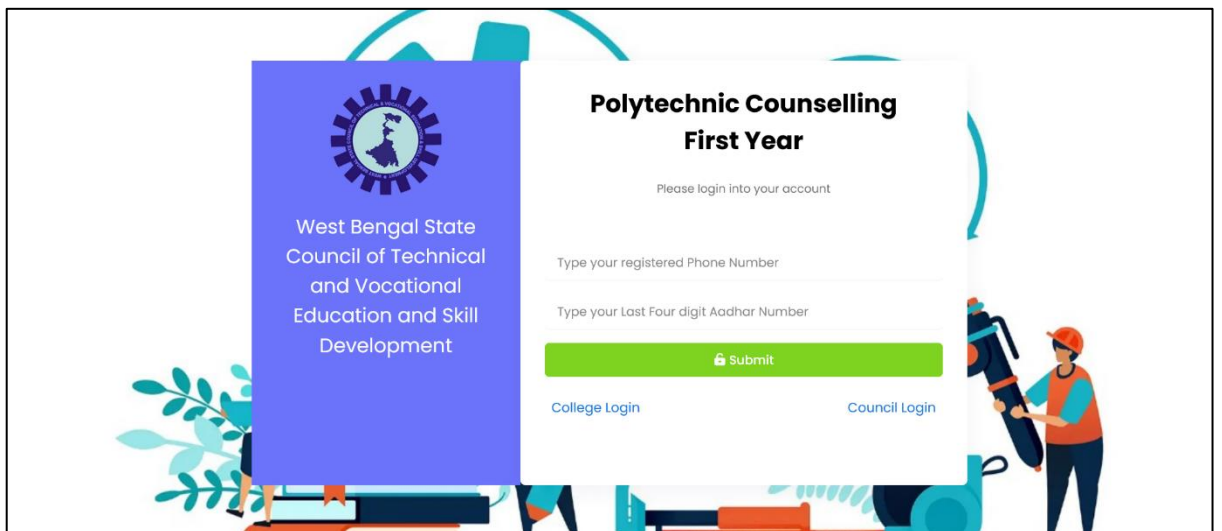 West Bengal State
Council of Technical
and Vocational
Education and Skill
Development
Polytechnic Counselling
First Year
Please login into your account
Type your registered Phone Number
Type your Last Four digit Aadhar Number
Submit
College Login
Council Login